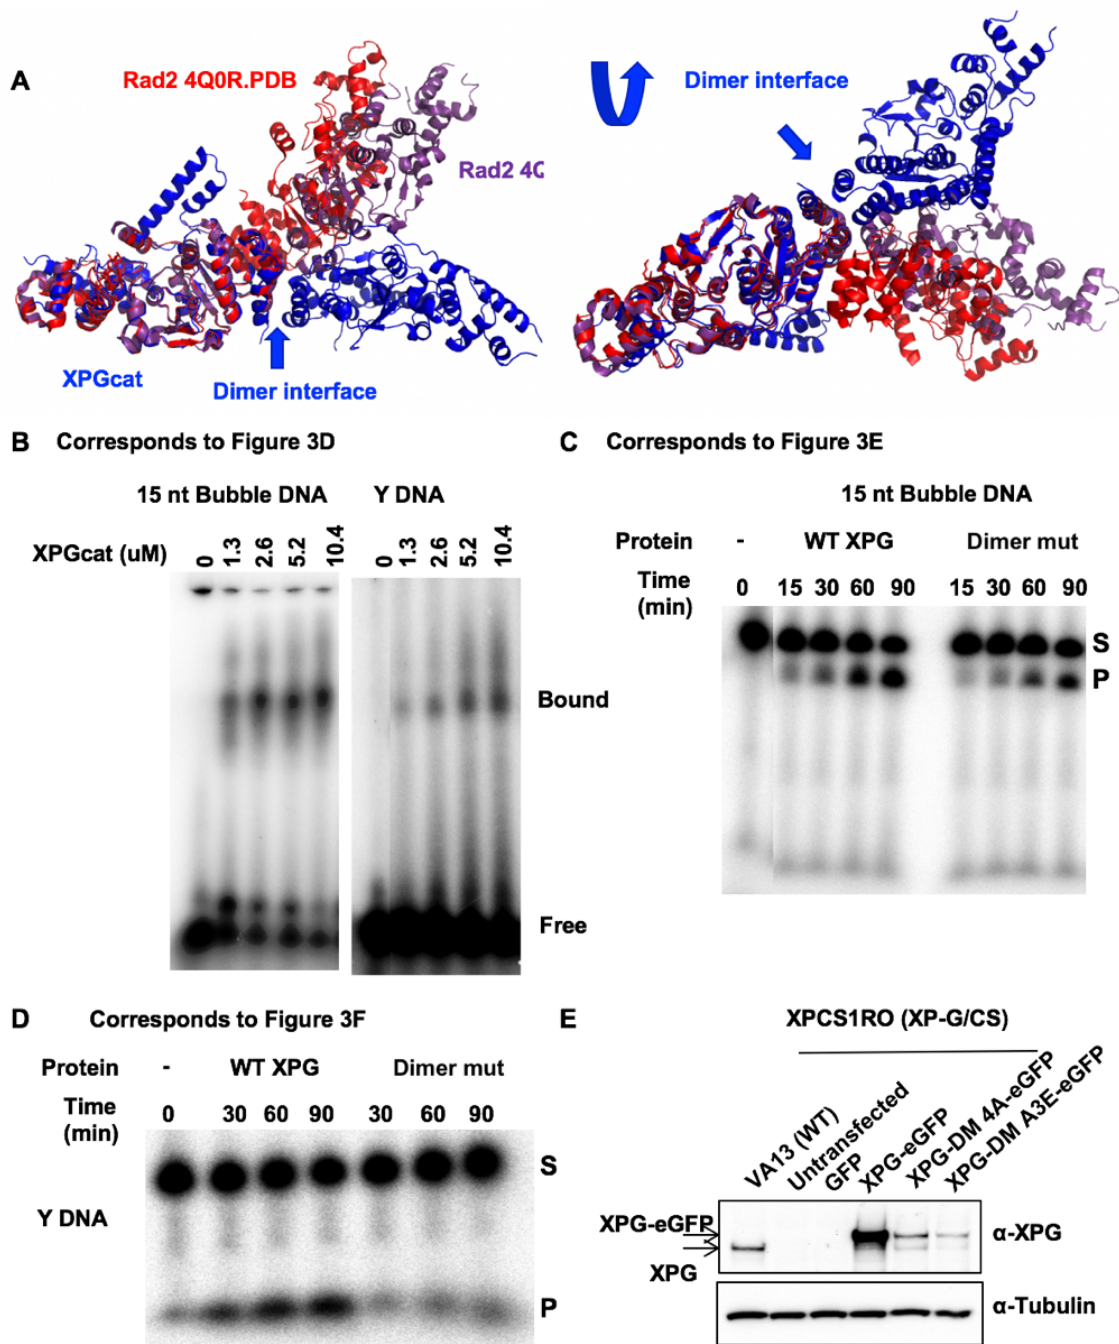 A
Rad2 4Q0R.PDB
Rad2 4Q
XPGcat
Dimer interface
Dimer interface
B Corresponds to Figure 3D
15 nt Bubble DNA Y DNA
XPGcat (uM) 0 1.3 2.6 5.2 10.4 0 1.3 2.6 5.2 10.4
Bound
Free
C Corresponds to Figure 3E
15 nt Bubble DNA
Protein - WT XPG Dimer mut
Time 0 15 30 60 90 15 30 60 90
(min)
S
P
D Corresponds to Figure 3F
Protein - WT XPG Dimer mut
Time 0 30 60 90 30 60 90
(min)
S
Y DNA
P
E XPCS1RO (XP-G/CS)
VA13 (WT)
Untransfected
GFP
XPG-eGFP
XPG-DM 4A-eGFP
XPG-DM A3E-eGFP
XPG-eGFP
XPG
α-XPG
α-Tubulin